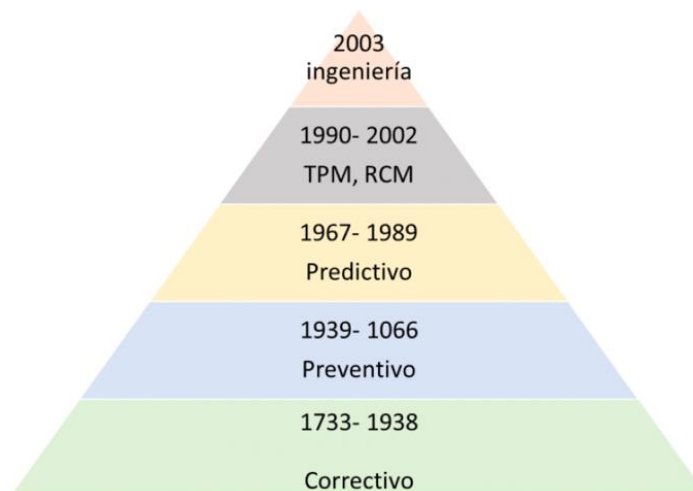 2003
ingeniería
1990- 2002
TPM, RCM
1967- 1989
Predictivo
1939- 1066
Preventivo
1733- 1938
Correctivo